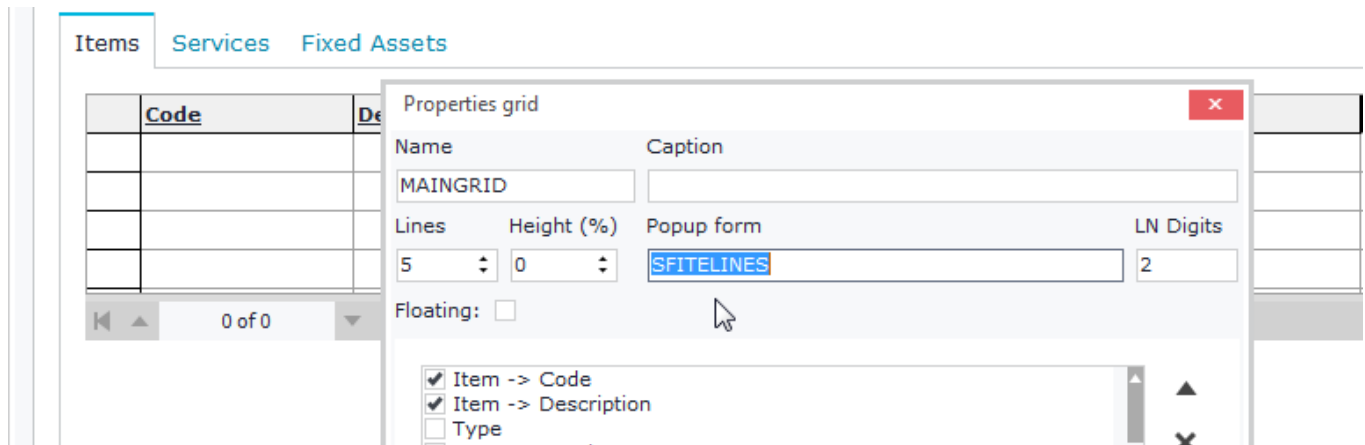 Items Services Fixed Assets
Properties grid
Code De
Name Caption
MAINGRID
Lines Height (%) Popup form LN Digits
5 0 SFITELINES 2
Floating:
0 of 0
Item -> Code
Item -> Description
Type